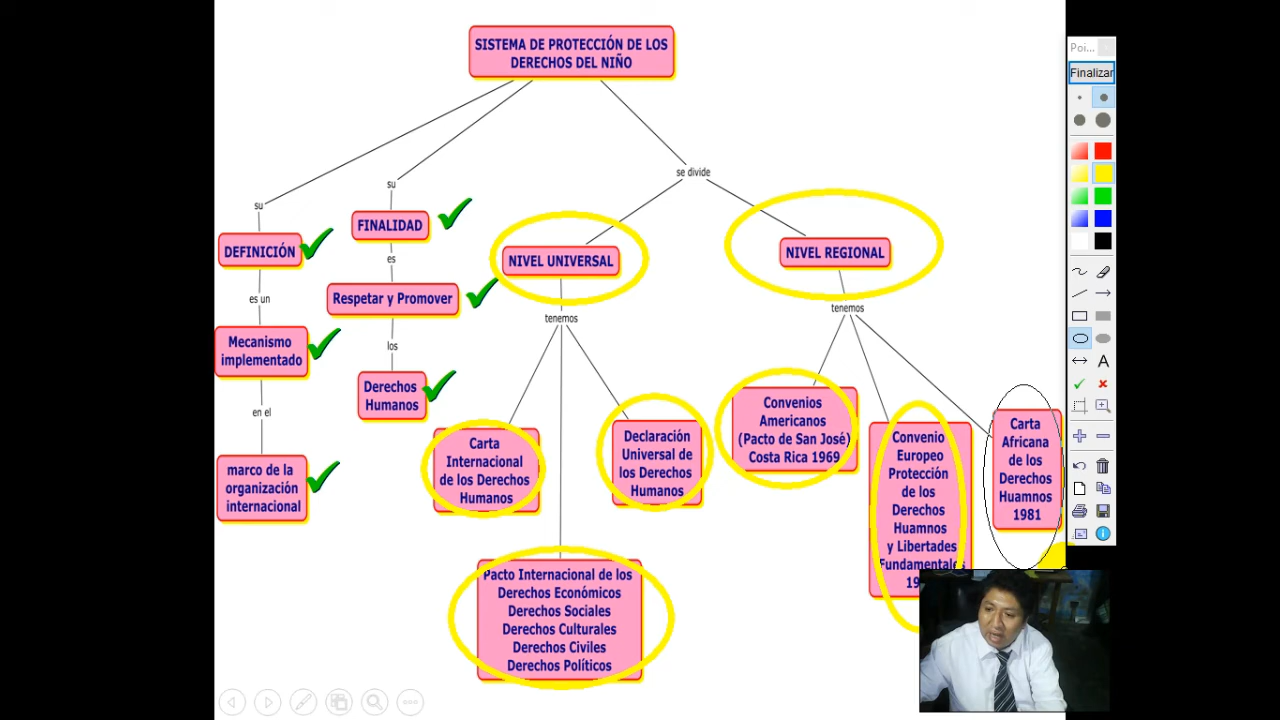 SISTEMA DE PROTECCIÓN DE LOS
DERECHOS DEL NIÑO
su
DEFINICIÓN
es un
Mecanismo
implementado
en el
marco de la
organización
internacional
su
FINALIDAD
es
Respetar y Promover
los
Derechos
Humanos
se divide
NIVEL UNIVERSAL
tenemos
Carta
Internacional
de los Derechos
Humanos
Pacto Internacional de los
Derechos Económicos
Derechos Sociales
Derechos Culturales
Derechos Civiles
Derechos Políticos
Declaración
Universal de
los Derechos
Humanos
NIVEL REGIONAL
tenemos
Convenios
Americanos
(Pacto de San José)
Costa Rica 1969
Convenio
Europeo
Protección
de los
Derechos
Huamnos
y Libertades
Fundamentales
Carta
Africana
de los
Derechos
Huamnos
1981
Poi...
Finalizar
A